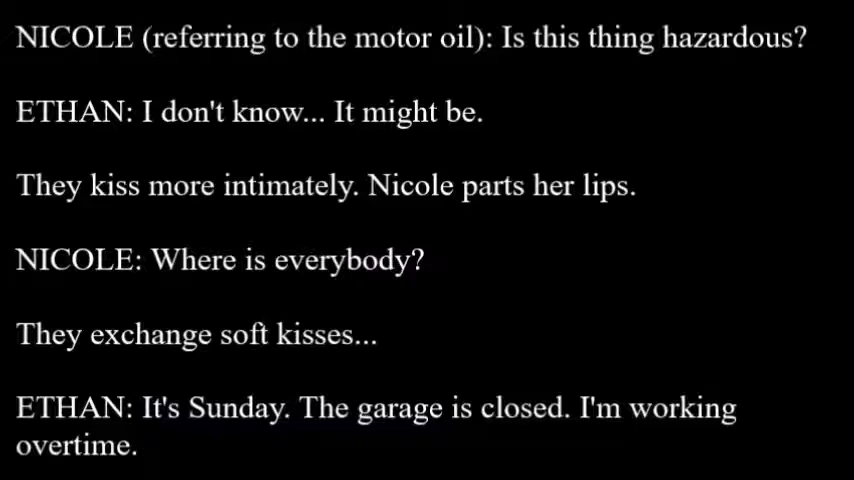 NICOLE (referring to the motor oil): Is this thing hazardous?
ETHAN: I don't know... It might be.
They kiss more intimately. Nicole parts her lips.
NICOLE: Where is everybody?
They exchange soft kisses...
ETHAN: It's Sunday. The garage is closed. I'm working
overtime.